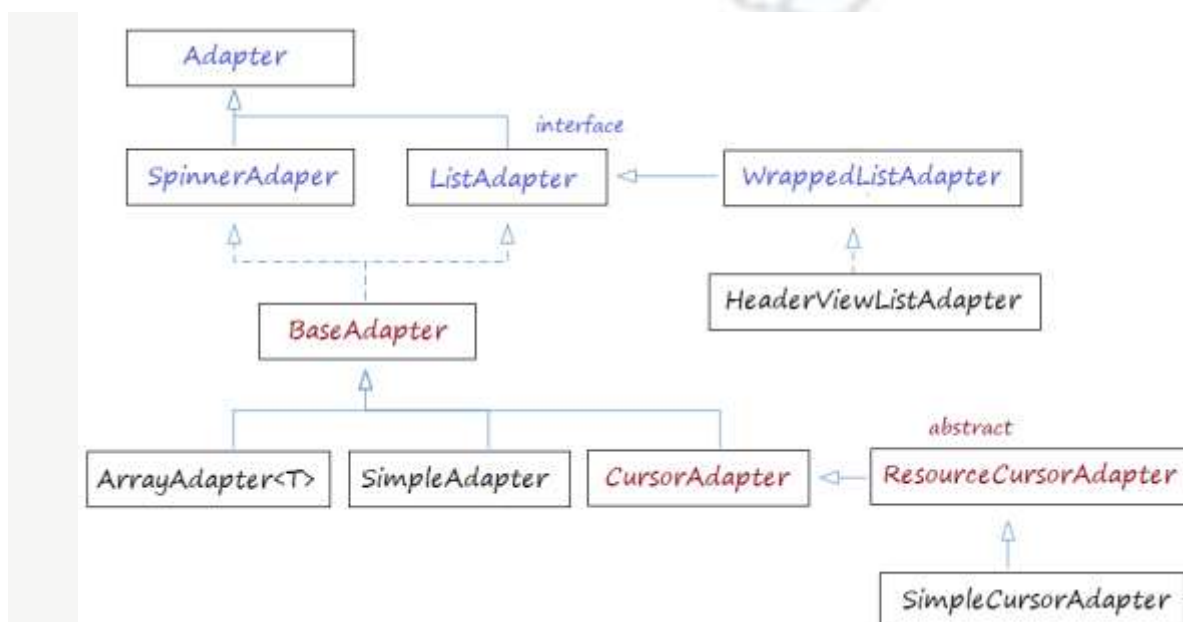 Adapter
interface
SpinnerAdaper
ListAdapter
WrappedListAdapter
HeaderViewListAdapter
BaseAdapter
abstract
ArrayAdapter<T>
SimpleAdapter
CursorAdapter
ResourceCursorAdapter
SimpleCursorAdapter